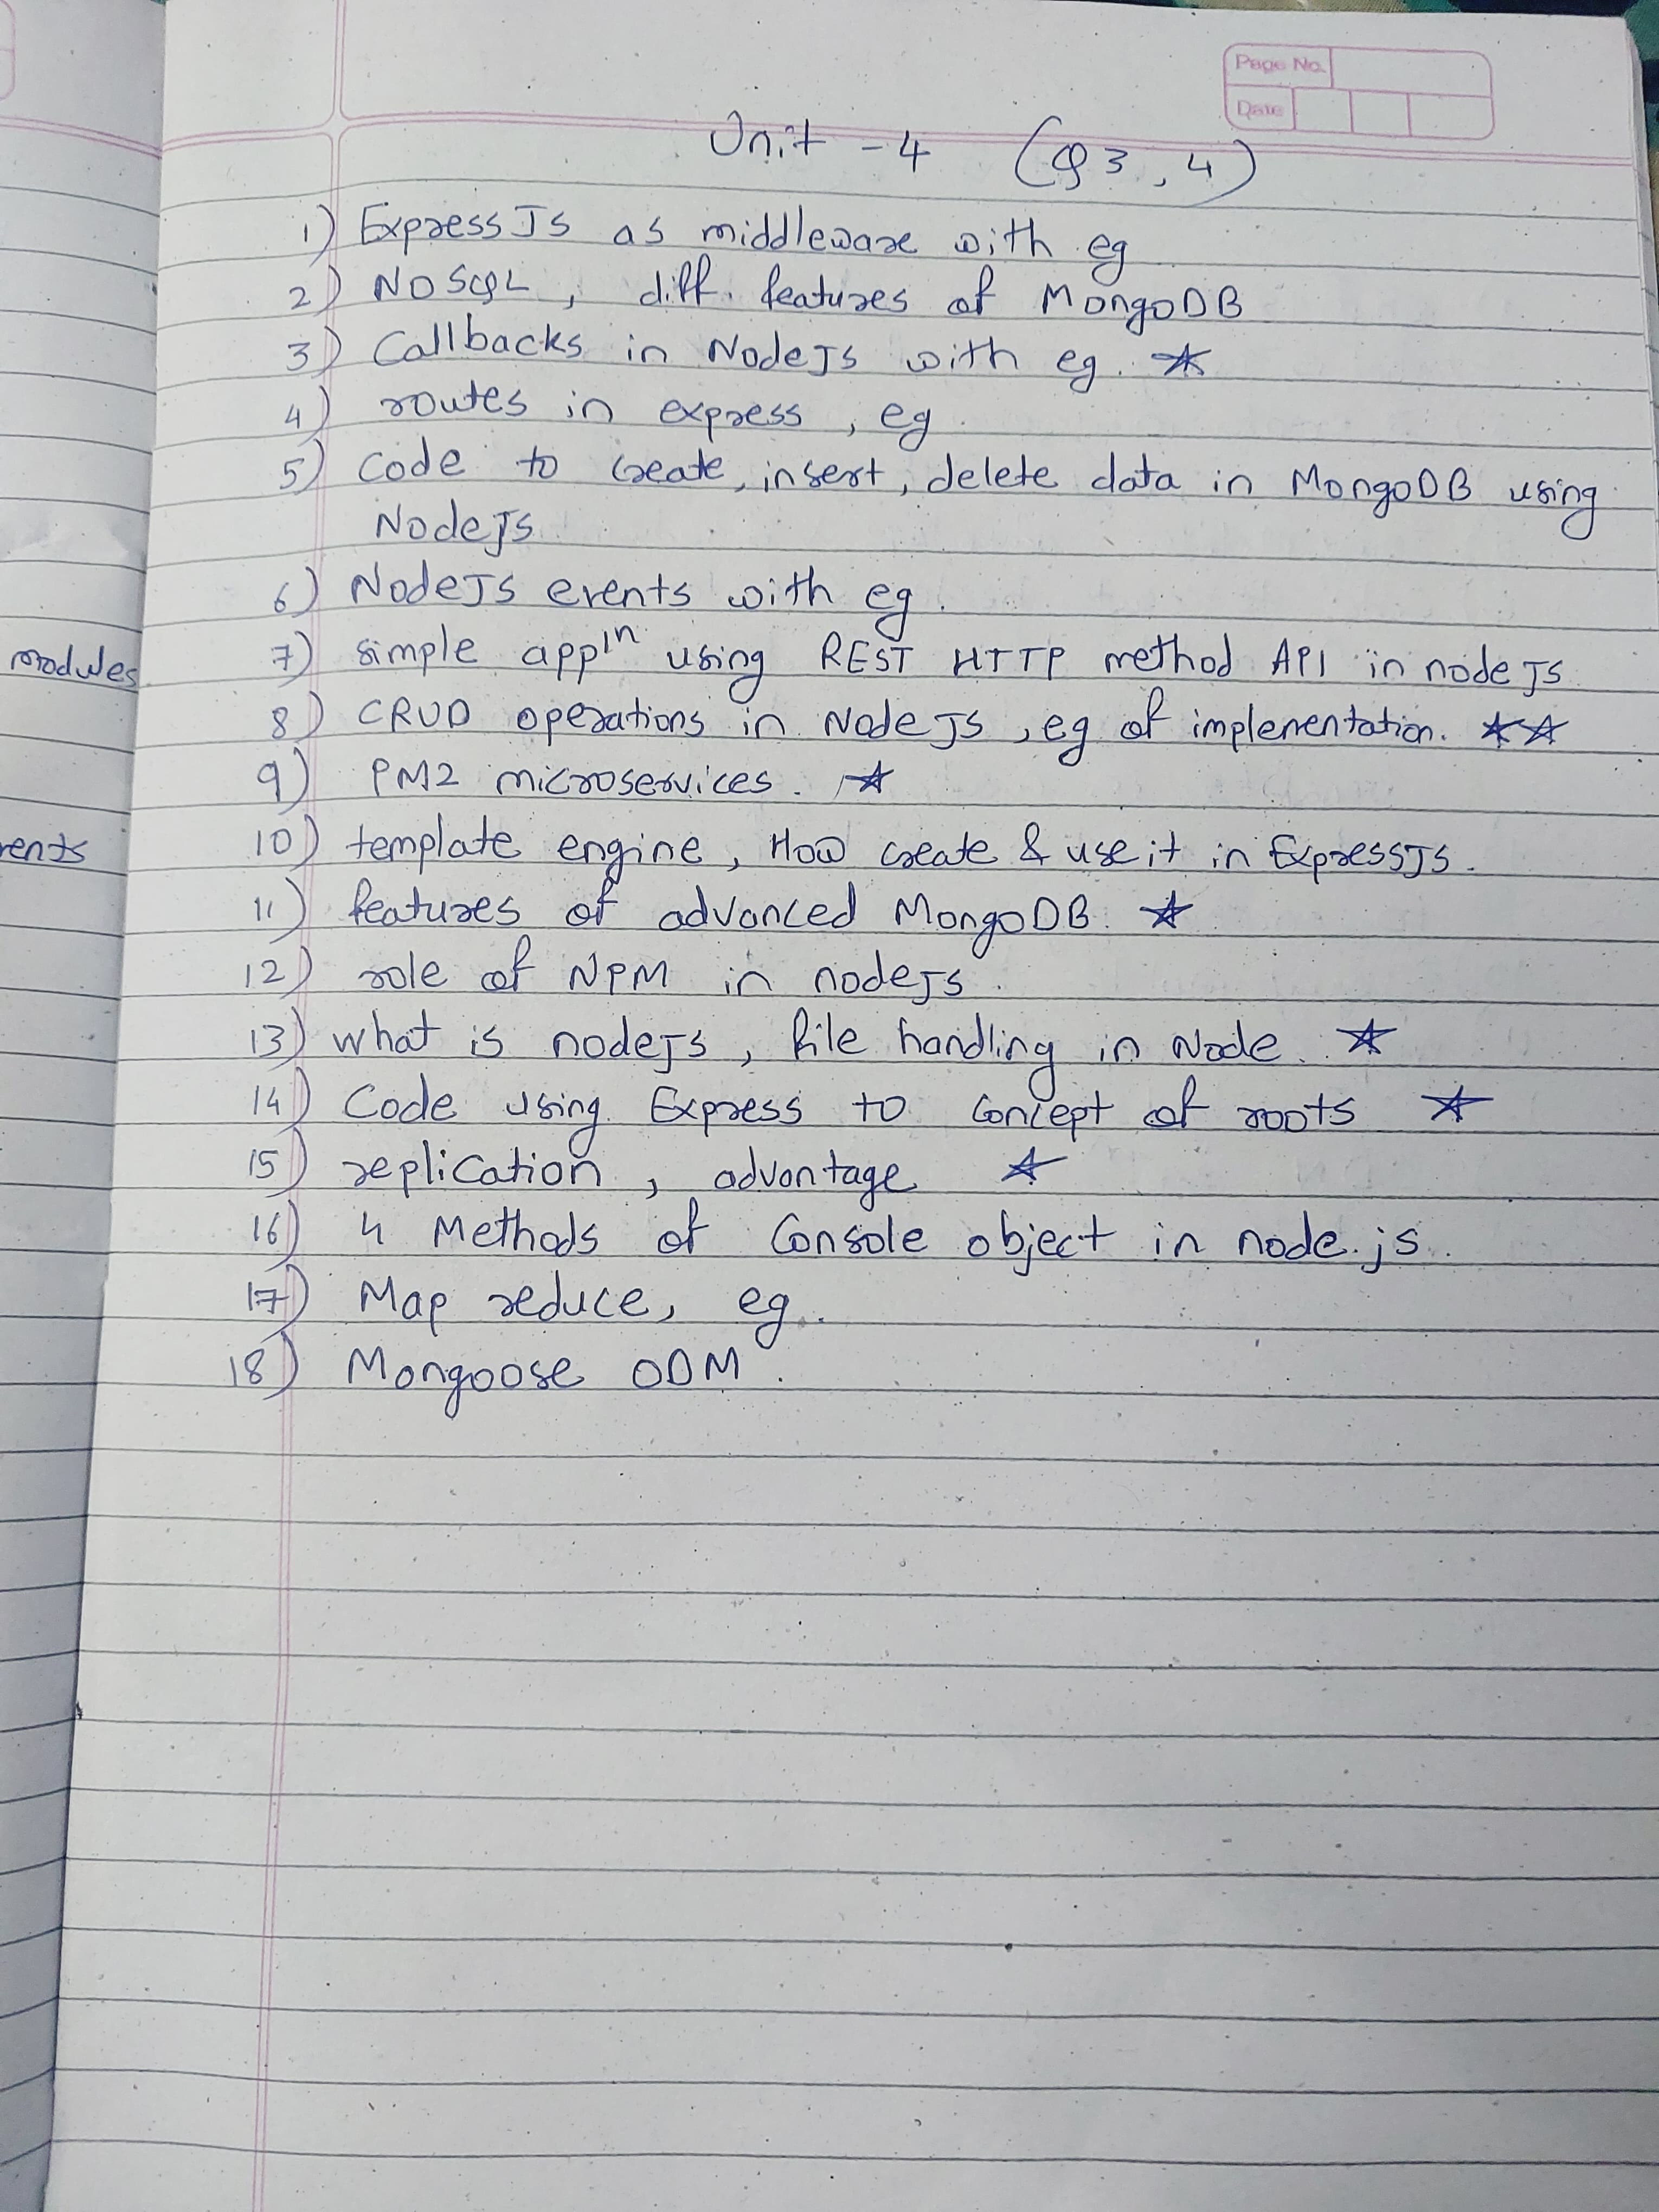 Page No.
Date
Unit - 4 (Q3, 4)
1) ExpressJS as middleware with eg
2) NOSQL, diff. features of MongoDB
3) Callbacks in NodeJS with eg. ☆
4) routes in express, eg.
5) Code to create, insert, delete data in MongoDB using
NodeJS
6) NodeJS events with eg.
modules
7) simple appln using REST HTTP method API in nodeJS
8) CRUD operations in NodeJS, eg of implementation. ☆☆
9) PM2 microservices. ☆
rents
10) template engine, How create & use it in ExpressJS.
11) features of advanced MongoDB. ☆
12) role of NPM in nodeJS.
13) What is nodeJS, file handling in Node. ☆
14) Code using Express to concept of roots ☆
15) replication, advantage ☆
16) 4 Methods of Console object in node.js.
17) Map reduce, eg.
18) Mongoose ODM.